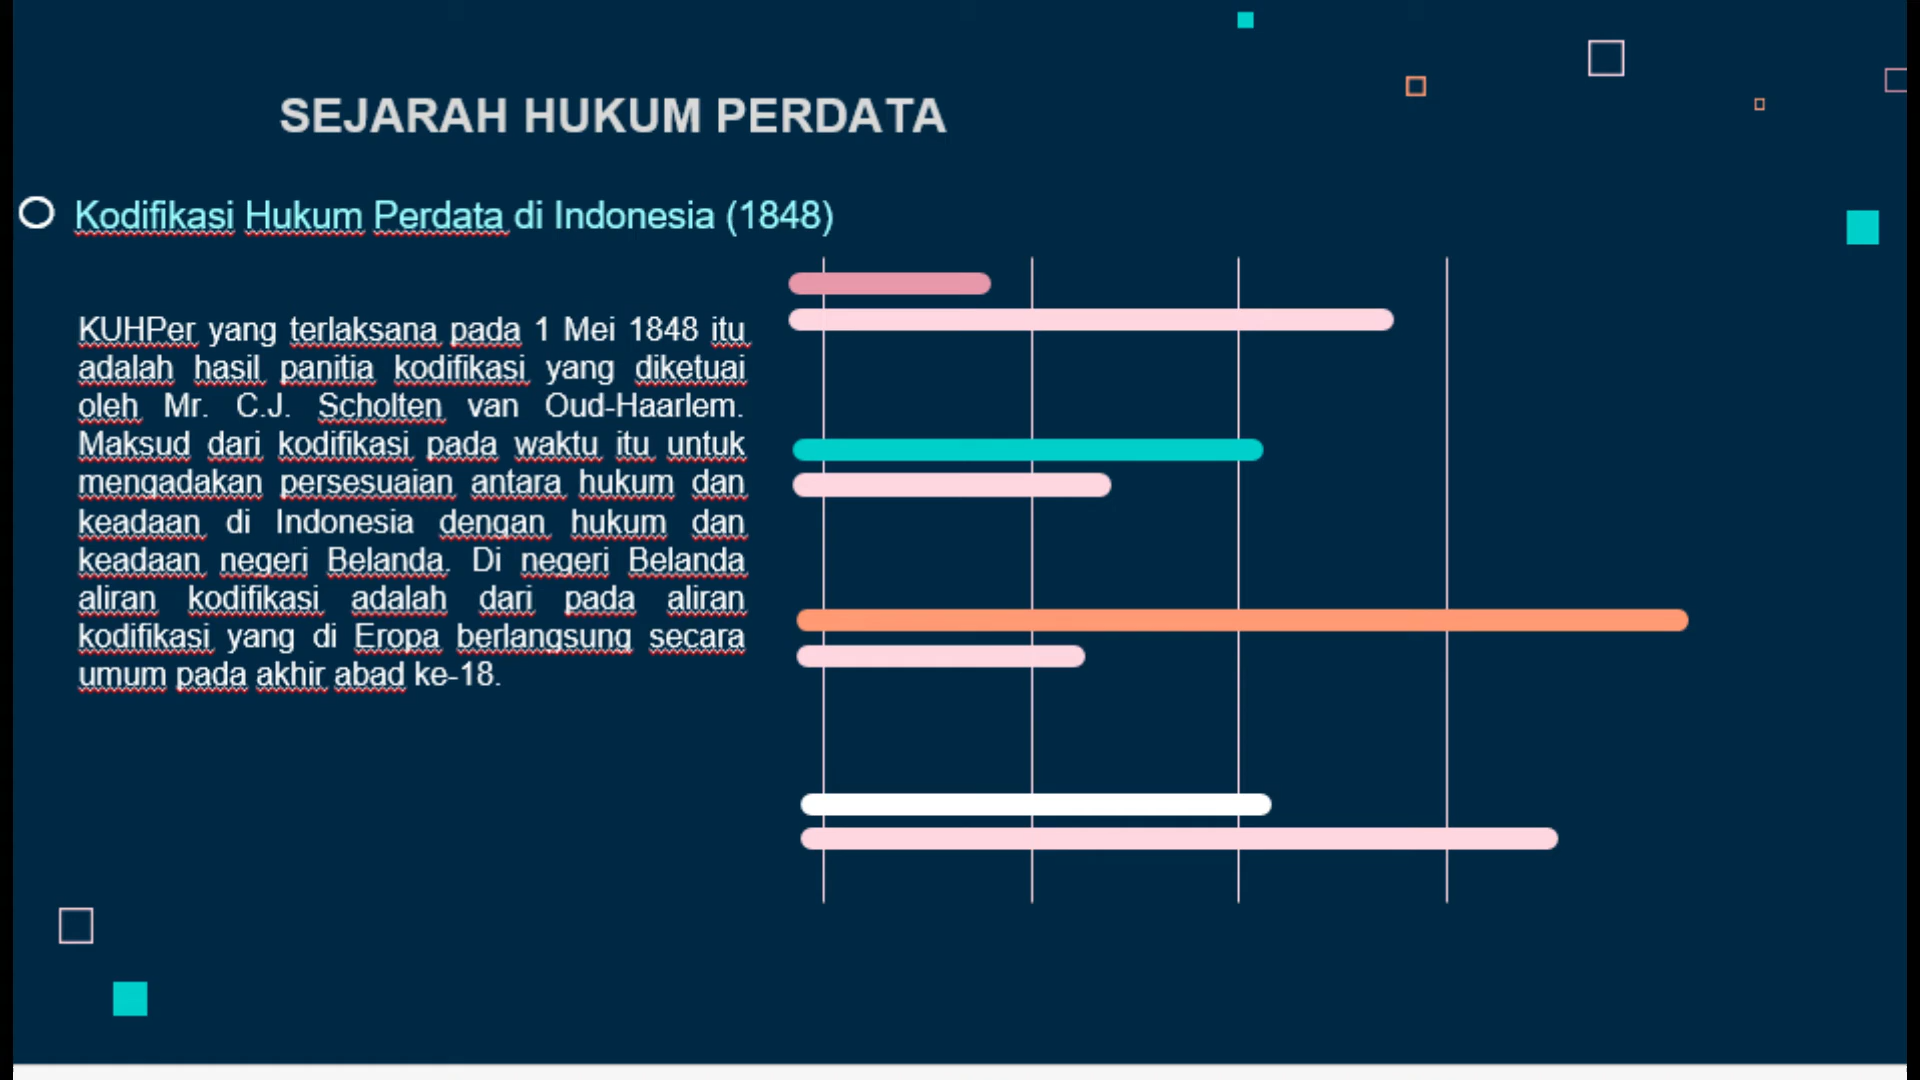 SEJARAH HUKUM PERDATA
Kodifikasi Hukum Perdata di Indonesia (1848)
KUHPer yang terlaksana pada 1 Mei 1848 itu
adalah hasil panitia kodifikasi yang diketuai
oleh Mr. C.J. Scholten van Oud-Haarlem.
Maksud dari kodifikasi pada waktu itu untuk
mengadakan persesuaian antara hukum dan
keadaan di Indonesia dengan hukum dan
keadaan negeri Belanda. Di negeri Belanda
aliran kodifikasi adalah dari pada aliran
kodifikasi yang di Eropa berlangsung secara
umum pada akhir abad ke-18.